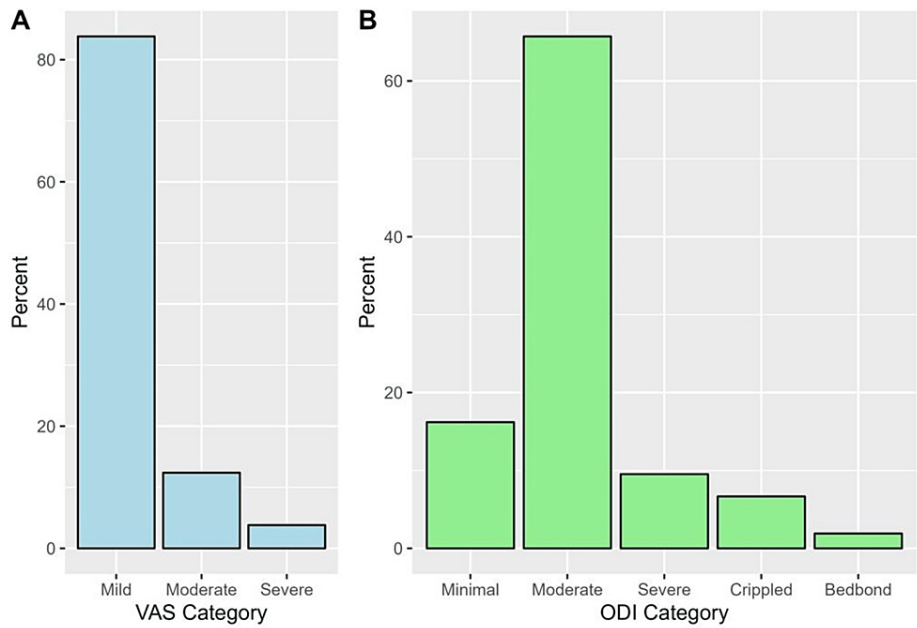 A
Percent
80
60
40
20
0
Mild Moderate Severe
VAS Category
B
Percent
60
40
20
0
Minimal Moderate Severe Crippled Bedbond
ODI Category